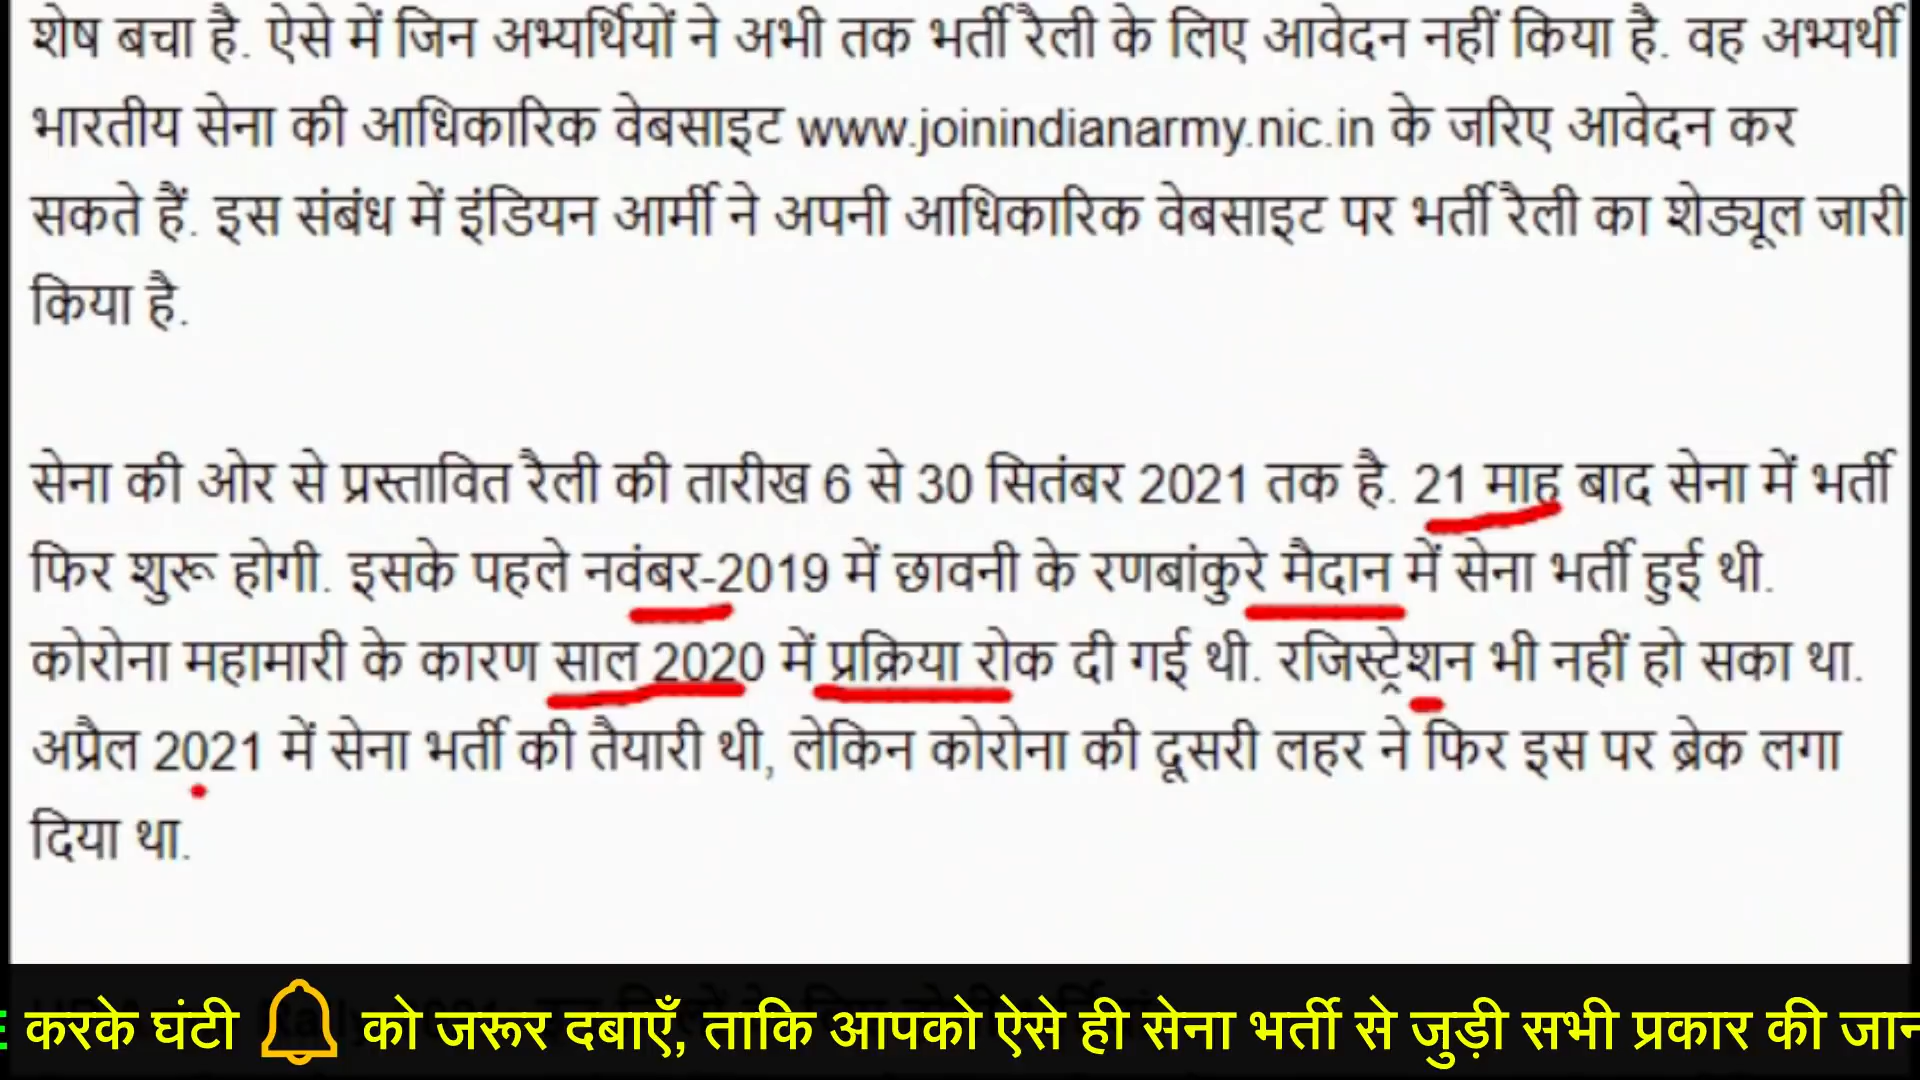 शेष बचा है. ऐसे में जिन अभ्यर्थियों ने अभी तक भर्ती रैली के लिए आवेदन नहीं किया है. वह अभ्यर्थी
भारतीय सेना की आधिकारिक वेबसाइट www.joinindianarmy.nic.in के जरिए आवेदन कर
सकते हैं. इस संबंध में इंडियन आर्मी ने अपनी आधिकारिक वेबसाइट पर भर्ती रैली का शेड्यूल जारी
किया है.
सेना की ओर से प्रस्तावित रैली की तारीख 6 से 30 सितंबर 2021 तक है. 21 माह बाद सेना में भर्ती
फिर शुरू होगी. इसके पहले नवंबर-2019 में छावनी के रणबांकुरे मैदान में सेना भर्ती हुई थी.
कोरोना महामारी के कारण साल 2020 में प्रक्रिया रोक दी गई थी. रजिस्ट्रेशन भी नहीं हो सका था.
अप्रैल 2021 में सेना भर्ती की तैयारी थी, लेकिन कोरोना की दूसरी लहर ने फिर इस पर ब्रेक लगा
दिया था.
करके घंटी को जरूर दबाएँ, ताकि आपको ऐसे ही सेना भर्ती से जुड़ी सभी प्रकार की